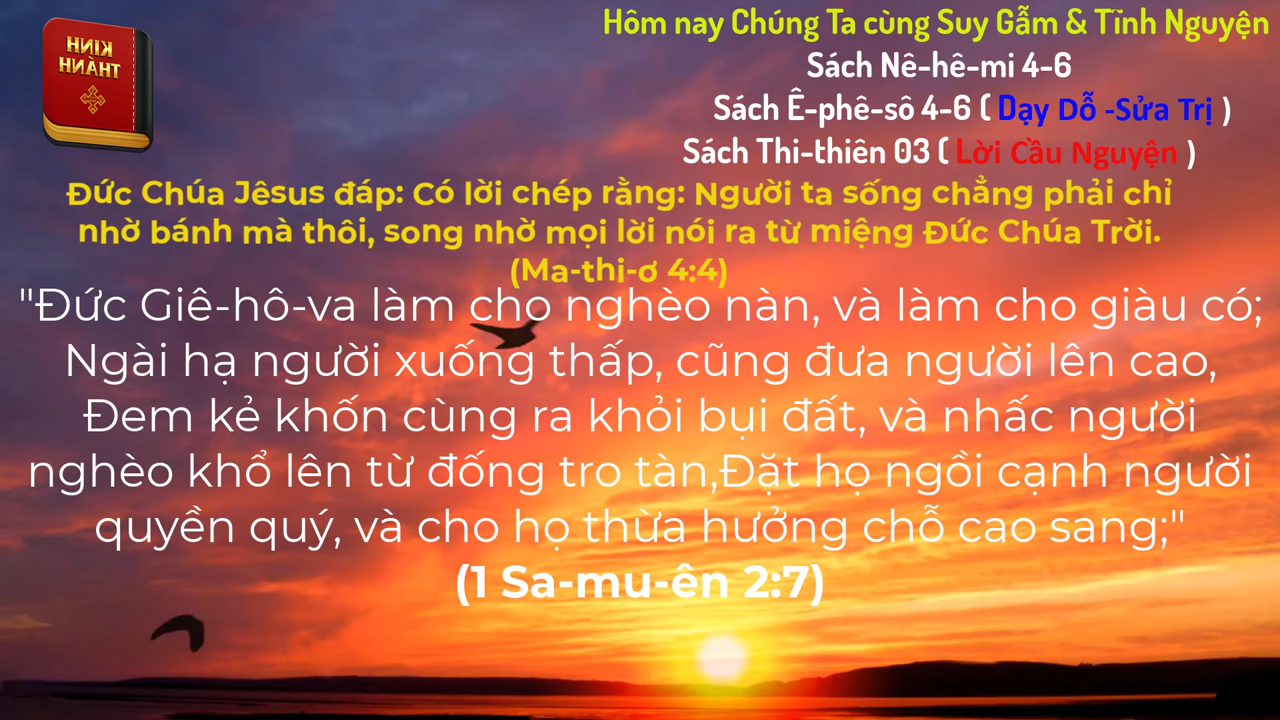 KINH
THÀNH
Hôm nay Chúng Ta cùng Suy Gẫm & Tĩnh Nguyện
Sách Nê-hê-mi 4-6
Sách Ê-phê-sô 4-6 ( Dạy Dỗ -Sửa Trị )
Sách Thi-thiên 03 ( Lời Cầu Nguyện )
Đức Chúa Jêsus đáp: Có lời chép rằng: Người ta sống chẳng phải chỉ
nhờ bánh mà thôi, song nhờ mọi lời nói ra từ miệng Đức Chúa Trời.
(Ma-thi-ơ 4:4)
"Đức Giê-hô-va làm cho nghèo nàn, và làm cho giàu có;
Ngài hạ người xuống thấp, cũng đưa người lên cao,
Đem kẻ khốn cùng ra khỏi bụi đất, và nhấc người
nghèo khổ lên từ đống tro tàn,Đặt họ ngồi cạnh người
quyền quý, và cho họ thừa hưởng chỗ cao sang;"
(1 Sa-mu-ên 2:7)